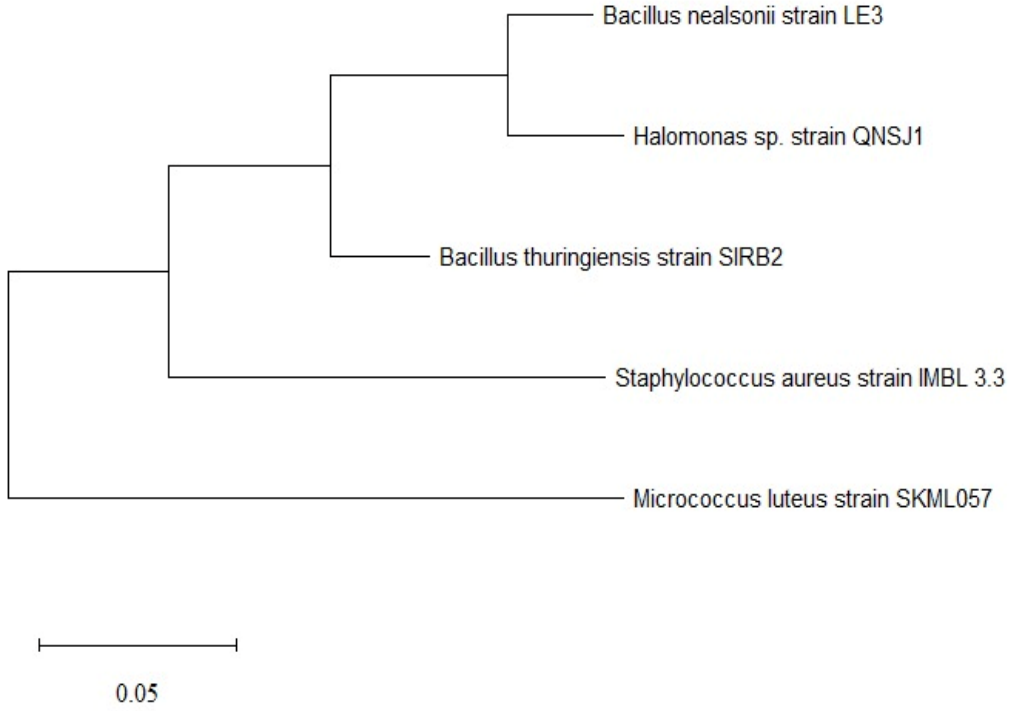 Bacillus nealsonii strain LE3
Halomonas sp. strain QNSJ1
Bacillus thuringiensis strain SIRB2
Staphylococcus aureus strain IMBL 3.3
Micrococcus luteus strain SKML057
0.05